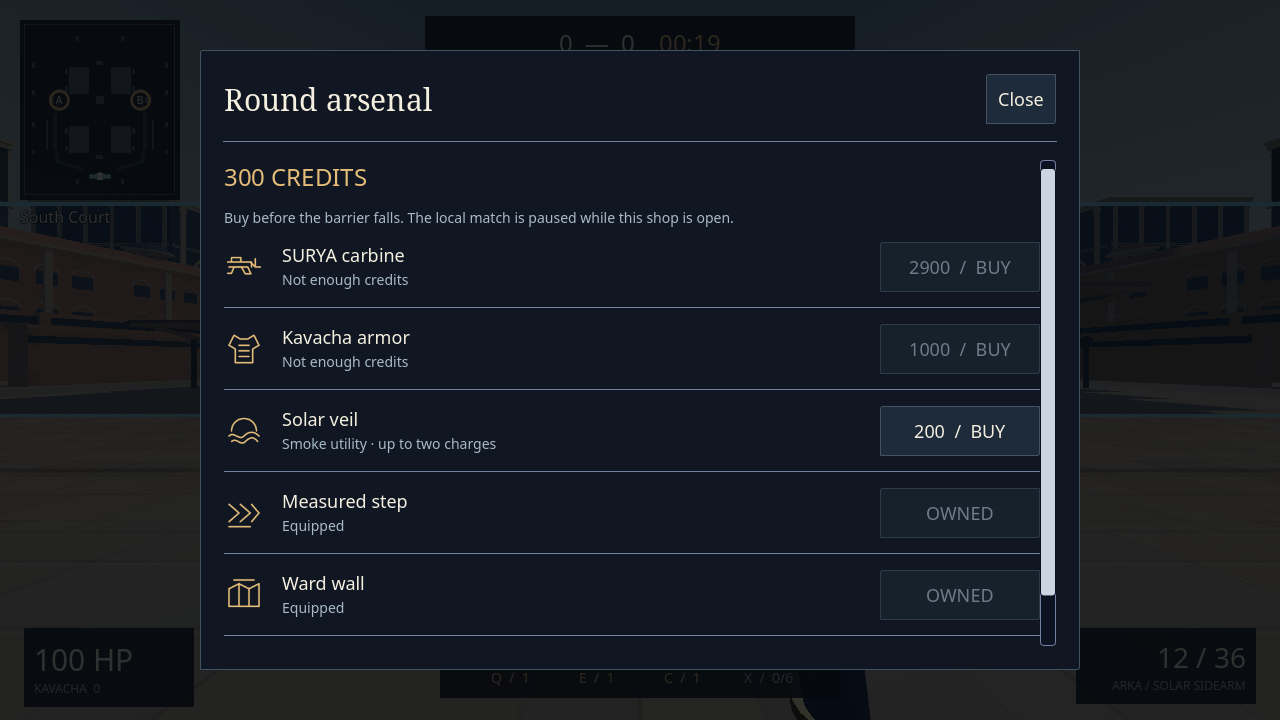 0 — 0 00:19
A
B
South Court
Round arsenal
Close
300 CREDITS
Buy before the barrier falls. The local match is paused while this shop is open.
SURYA carbine
Not enough credits
2900 / BUY
Kavacha armor
Not enough credits
1000 / BUY
Solar veil
Smoke utility · up to two charges
200 / BUY
Measured step
Equipped
OWNED
Ward wall
Equipped
OWNED
100 HP
KAVACHA 0
Q / 1 E / 1 C / 1 X / 0/6
12 / 36
ARKA / SOLAR SIDEARM